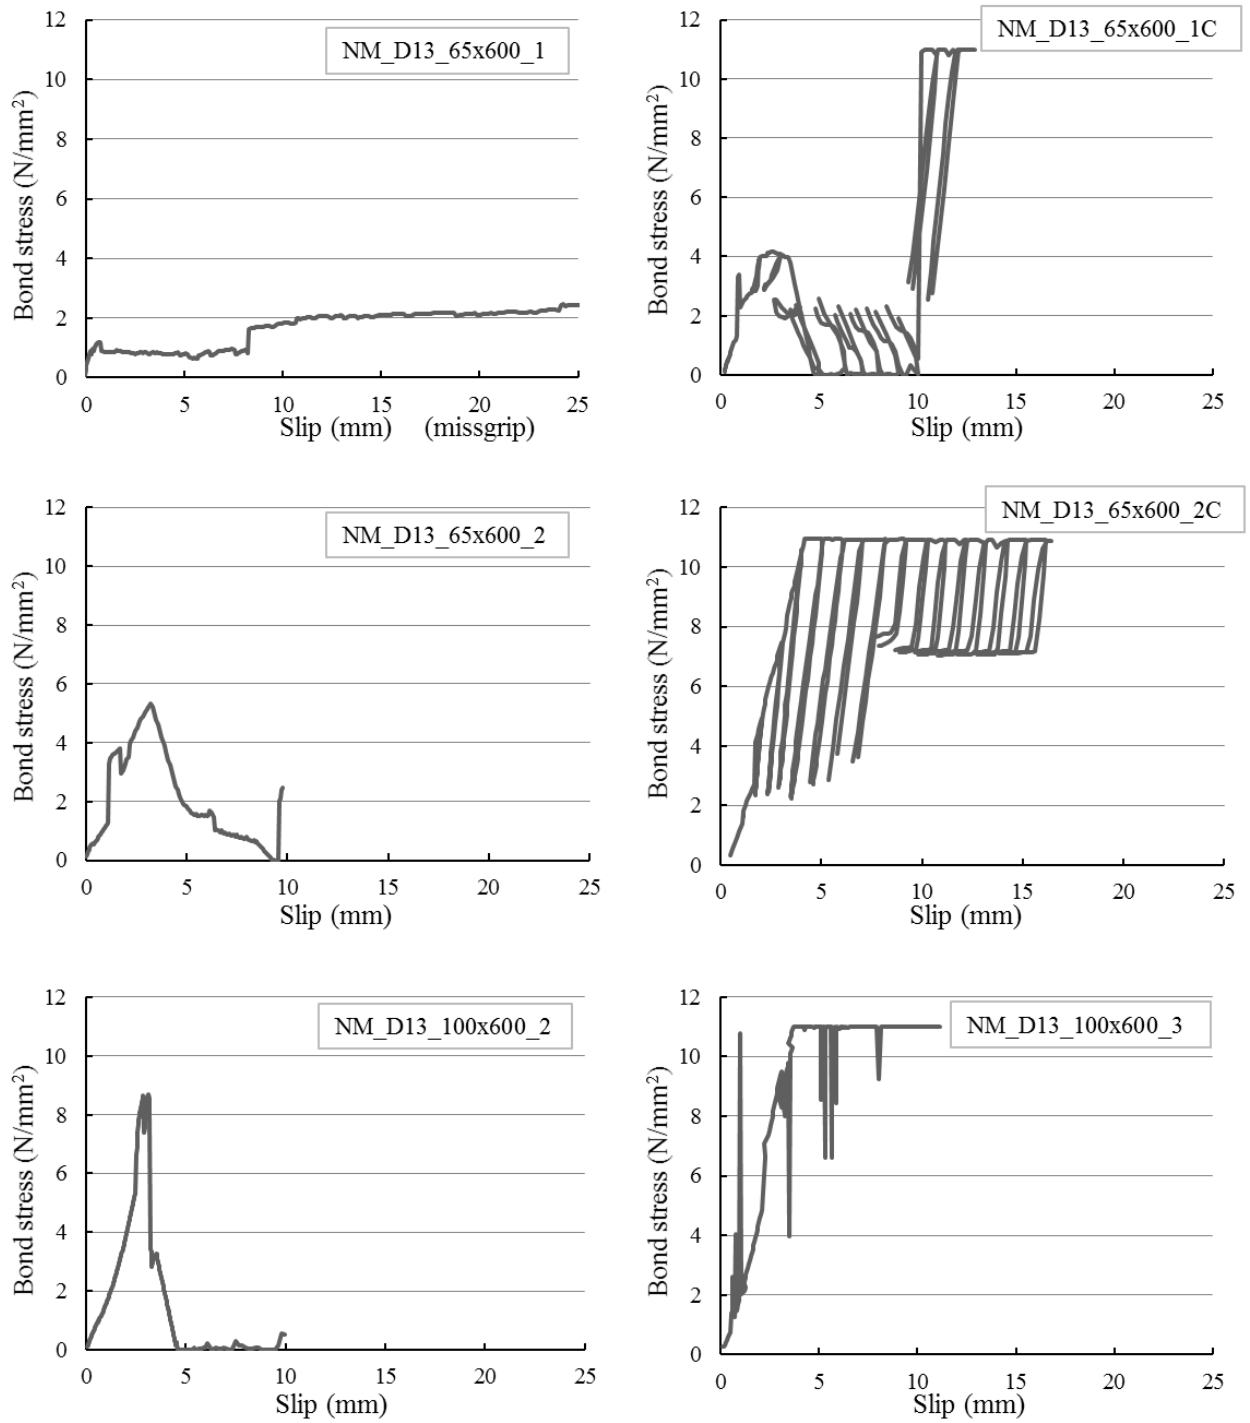 NM_D13_65x600_1
Bond stress (N/mm²)
12
10
8
6
4
2
0
0 5 10 15 20 25
Slip (mm) (missgrip)
NM_D13_65x600_1C
Bond stress (N/mm²)
12
10
8
6
4
2
0
0 5 10 15 20 25
Slip (mm)
NM_D13_65x600_2
Bond stress (N/mm²)
12
10
8
6
4
2
0
0 5 10 15 20 25
Slip (mm)
NM_D13_65x600_2C
Bond stress (N/mm²)
12
10
8
6
4
2
0
0 5 10 15 20 25
Slip (mm)
NM_D13_100x600_2
Bond stress (N/mm²)
12
10
8
6
4
2
0
0 5 10 15 20 25
Slip (mm)
NM_D13_100x600_3
Bond stress (N/mm²)
12
10
8
6
4
2
0
0 5 10 15 20 25
Slip (mm)